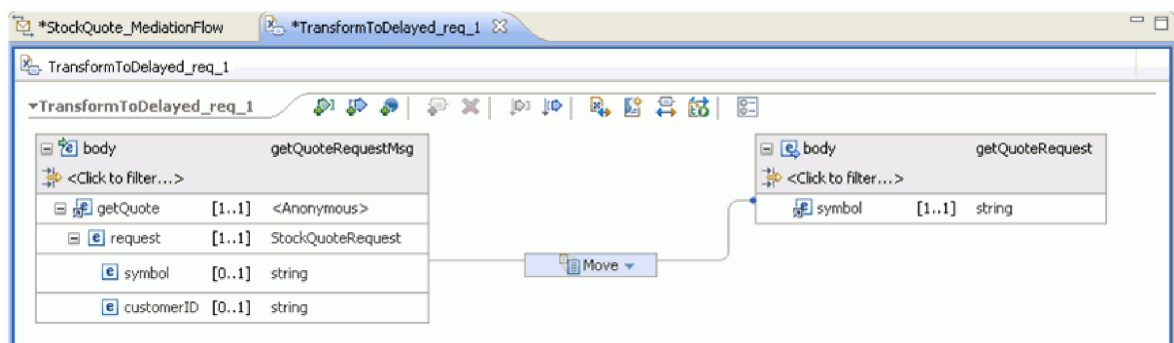 *StockQuote_MediationFlow *TransformToDelayed_req_1
TransformToDelayed_req_1
TransformToDelayed_req_1
body getQuoteRequestMsg
<Click to filter...>
getQuote [1..1] <Anonymous>
request [1..1] StockQuoteRequest
symbol [0..1] string
customerID [0..1] string
Move
body getQuoteRequest
<Click to filter...>
symbol [1..1] string